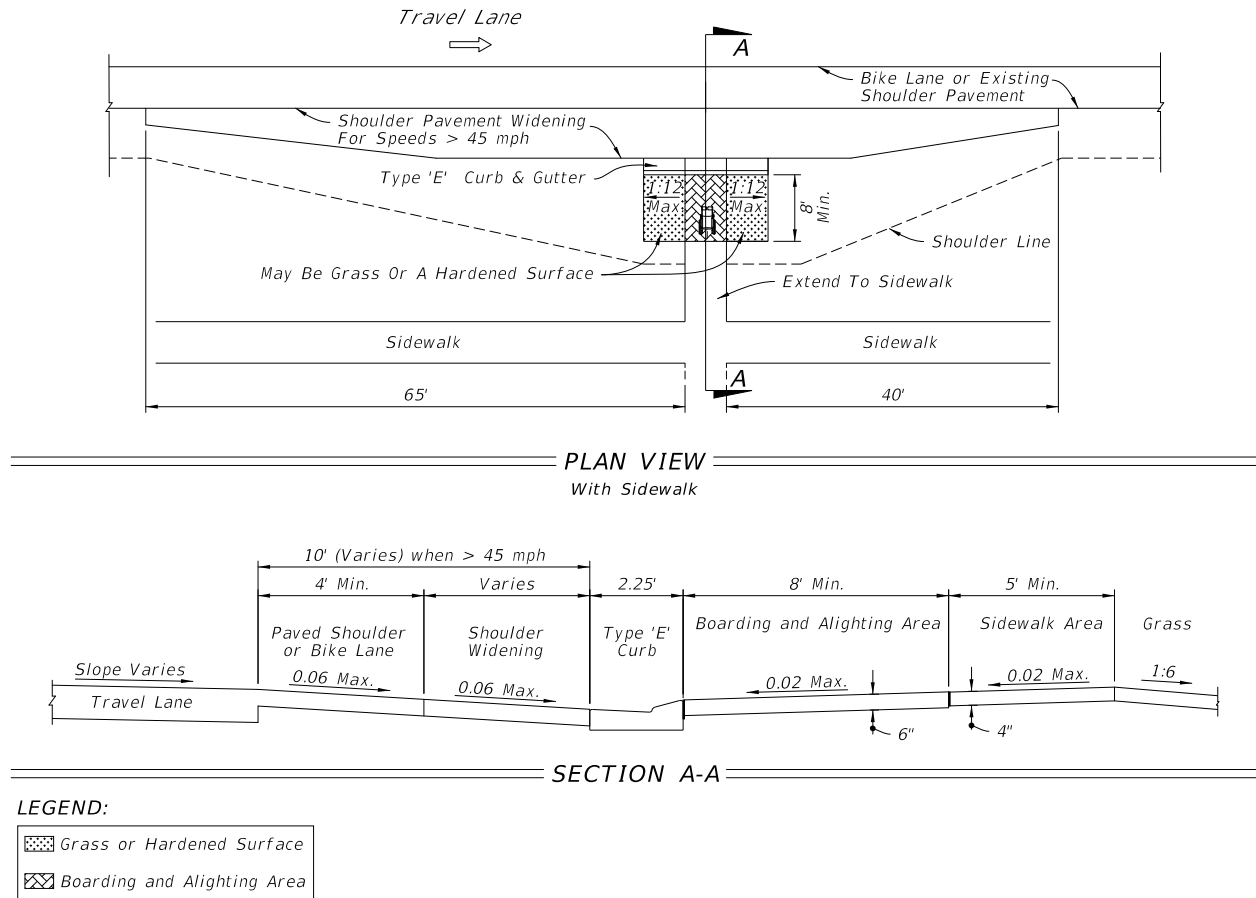 Travel Lane
A
Bike Lane or Existing
Shoulder Pavement
Shoulder Pavement Widening
For Speeds > 45 mph
Type 'E' Curb & Gutter
1:12
Max.
1:12
Max.
8'
Min.
Shoulder Line
May Be Grass Or A Hardened Surface
Extend To Sidewalk
Sidewalk
Sidewalk
A
65'
40'
PLAN VIEW
With Sidewalk
10' (Varies) when > 45 mph
4' Min.
Varies
2.25'
8' Min.
5' Min.
Paved Shoulder
or Bike Lane
Shoulder
Widening
Type 'E'
Curb
Boarding and Alighting Area
Sidewalk Area
Grass
Slope Varies
0.06 Max.
0.06 Max.
0.02 Max.
0.02 Max.
1:6
Travel Lane
6"
4"
SECTION A-A
LEGEND:
Grass or Hardened Surface
Boarding and Alighting Area